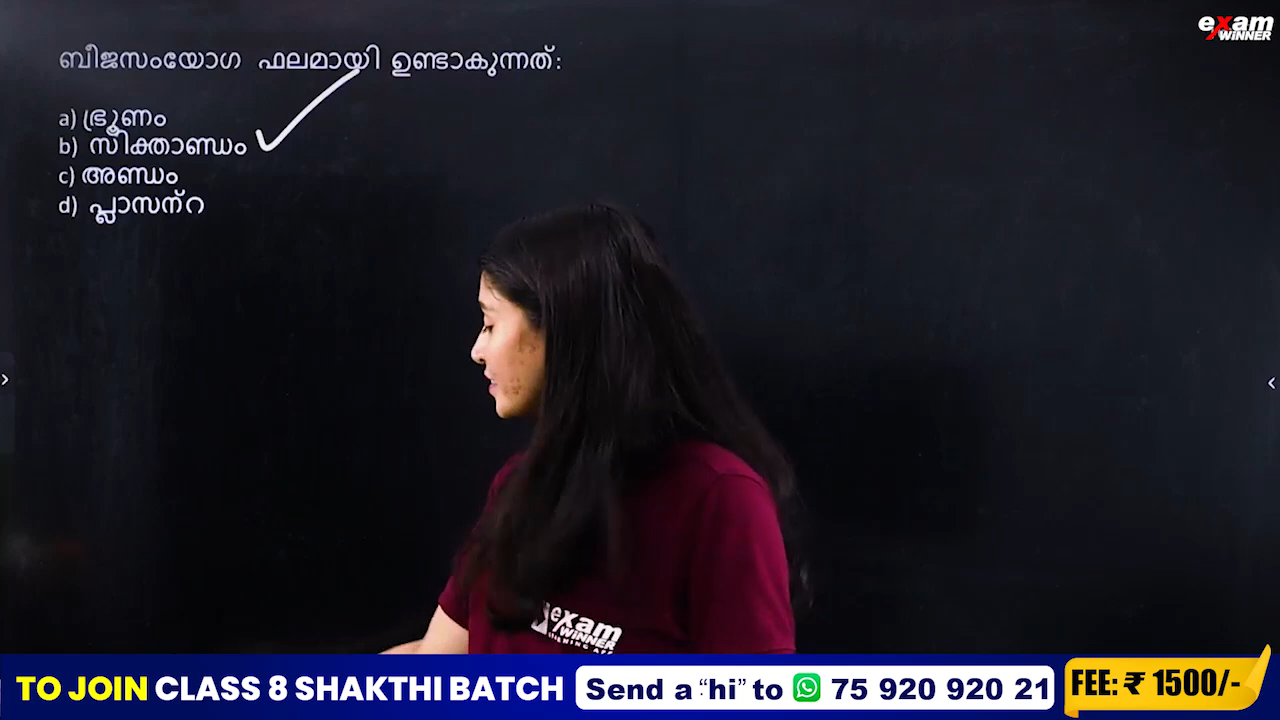 exam
WINNER
ബീജസംയോഗ ഫലമായി ഉണ്ടാകുന്നത്:
a) ഭ്രൂണം
b) സിക്താണ്ഡം
c) അണ്ഡം
d) പ്ലാസന്റ
exam
WINNER
TO JOIN CLASS 8 SHAKTHI BATCH Send a “hi” to 75 920 920 21 FEE: ₹ 1500/-